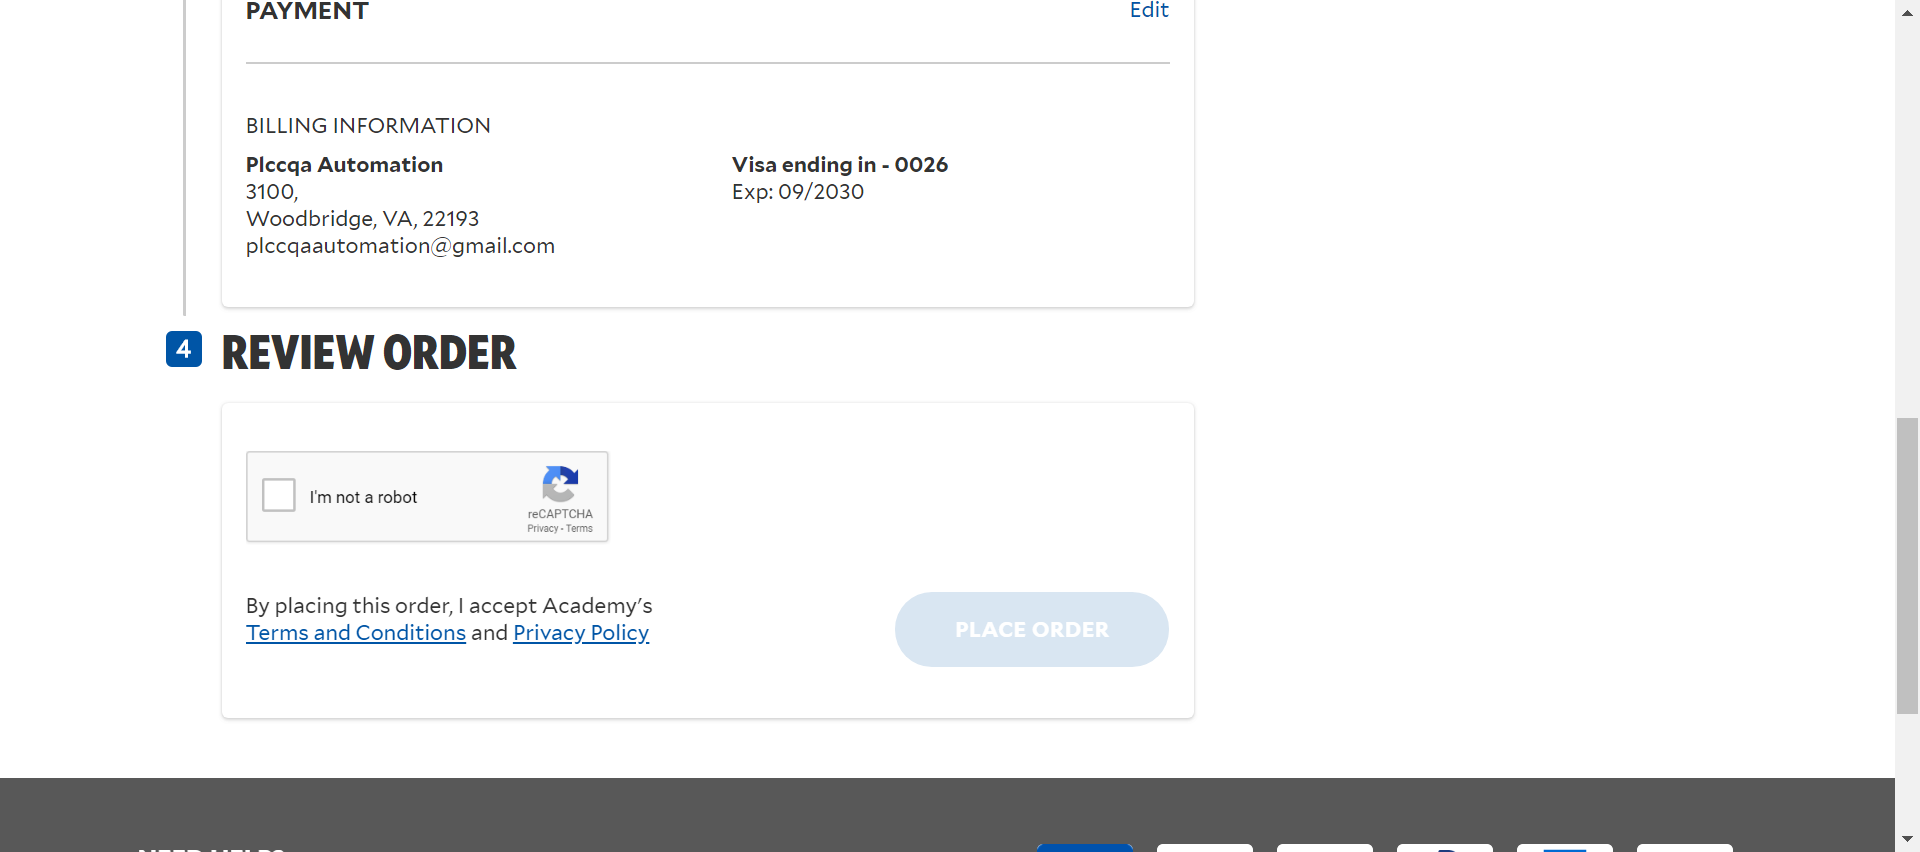 PAYMENT
Edit
BILLING INFORMATION
Plccqa Automation
3100,
Woodbridge, VA, 22193
plccqaautomation@gmail.com
Visa ending in - 0026
Exp: 09/2030
4 REVIEW ORDER
I'm not a robot
reCAPTCHA
Privacy - Terms
By placing this order, I accept Academy's
Terms and Conditions and Privacy Policy
PLACE ORDER
NEED HELP?